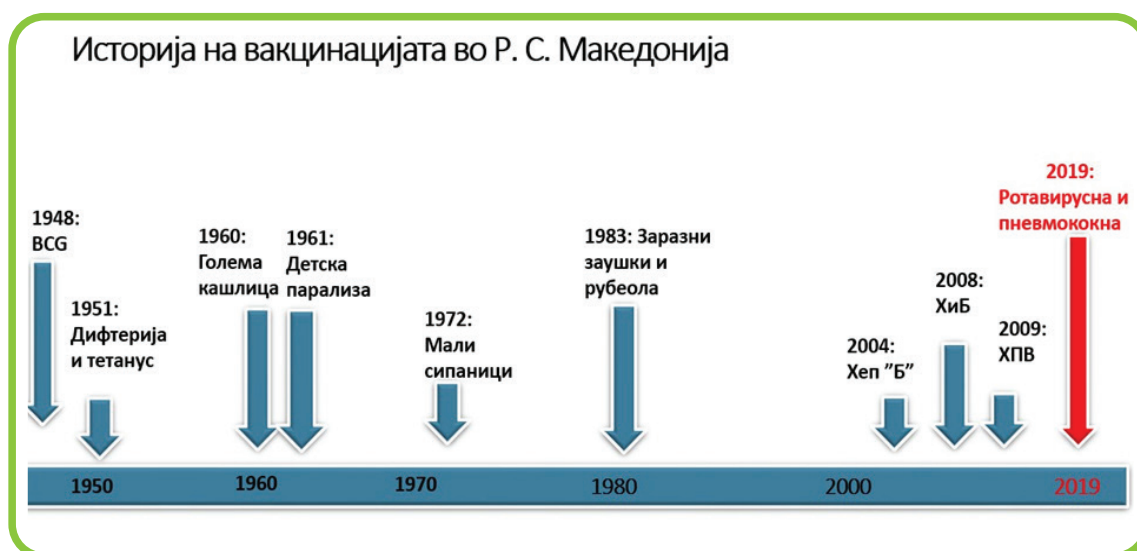 Историја на вакцинацијата во Р. С. Македонија
1948:
BCG
1951:
Дифтерија
и тетанус
1960:
Голема
кашлица
1961:
Детска
парализа
1972:
Мали
сипаници
1983: Заразни
заушки и
рубеола
2004:
Хеп ”Б”
2008:
ХиБ
2009:
ХПВ
2019:
Ротавирусна и
пневмококна
1950 1960 1970 1980 2000 2019